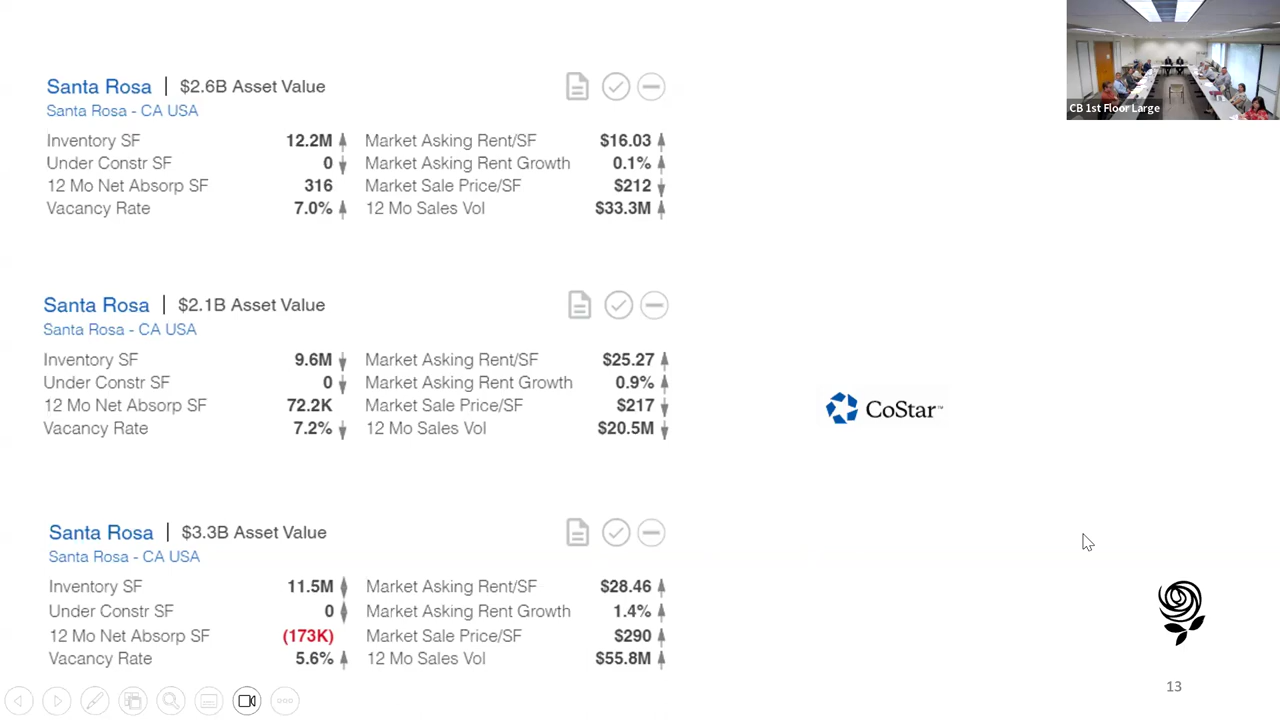 CB 1st Floor Large
Santa Rosa | $2.6B Asset Value
Santa Rosa - CA USA
Inventory SF 12.2M Market Asking Rent/SF $16.03
Under Constr SF 0 Market Asking Rent Growth 0.1%
12 Mo Net Absorp SF 316 Market Sale Price/SF $212
Vacancy Rate 7.0% 12 Mo Sales Vol $33.3M
Santa Rosa | $2.1B Asset Value
Santa Rosa - CA USA
Inventory SF 9.6M Market Asking Rent/SF $25.27
Under Constr SF 0 Market Asking Rent Growth 0.9%
12 Mo Net Absorp SF 72.2K Market Sale Price/SF $217
Vacancy Rate 7.2% 12 Mo Sales Vol $20.5M
CoStar™
Santa Rosa | $3.3B Asset Value
Santa Rosa - CA USA
Inventory SF 11.5M Market Asking Rent/SF $28.46
Under Constr SF 0 Market Asking Rent Growth 1.4%
12 Mo Net Absorp SF (173K) Market Sale Price/SF $290
Vacancy Rate 5.6% 12 Mo Sales Vol $55.8M
13